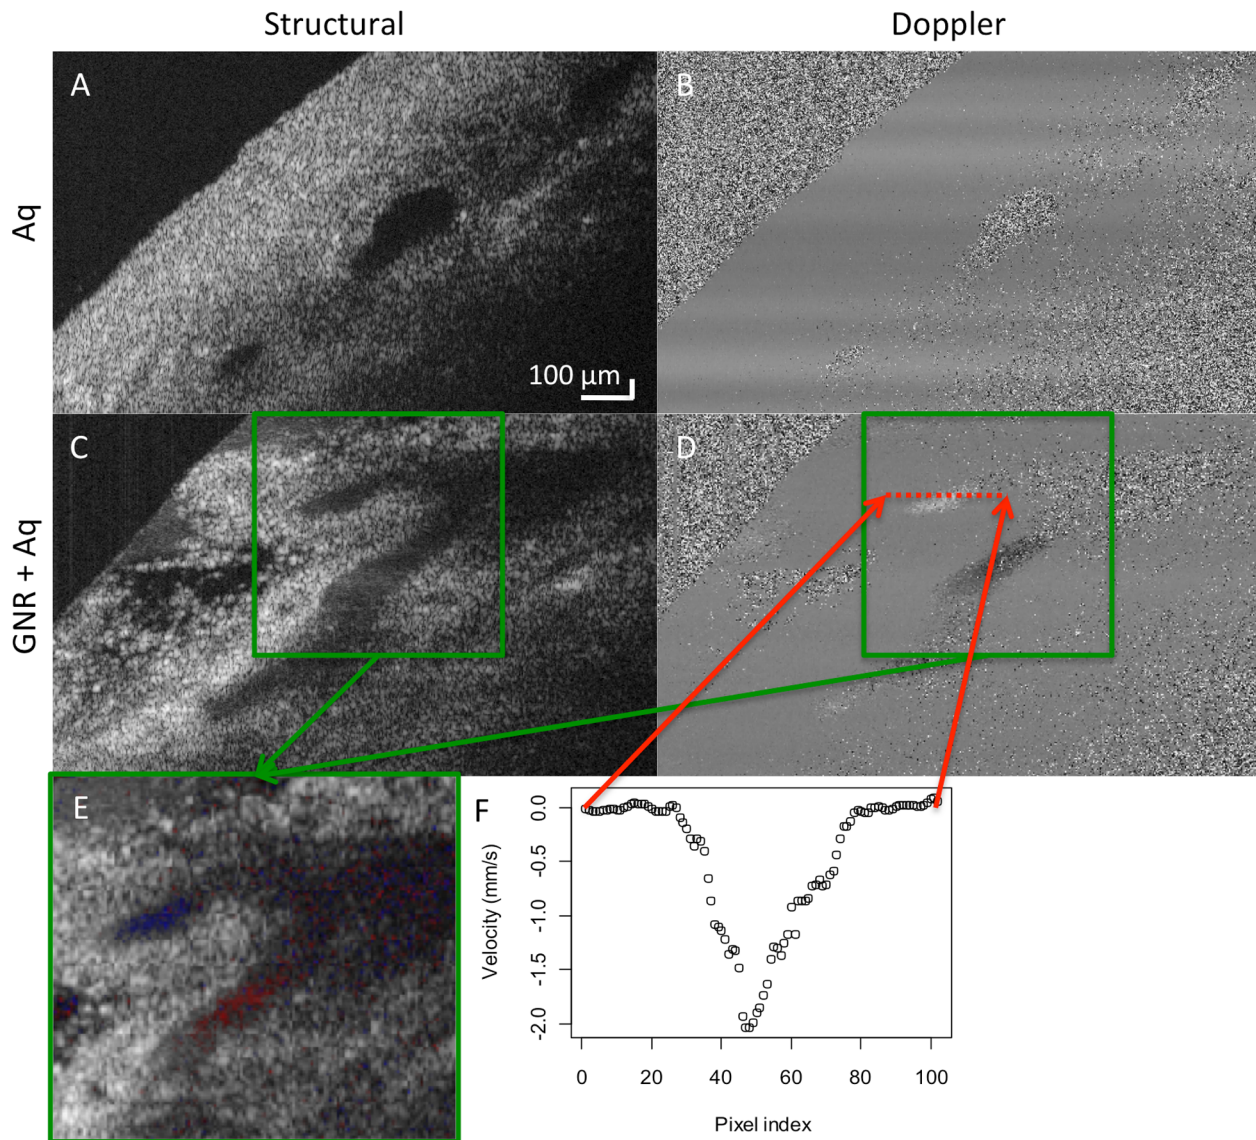 Structural
Doppler
Aq
A
B
100 μm
GNR + Aq
C
D
E
F
Velocity (mm/s)
0.0
-0.5
-1.0
-1.5
-2.0
0 20 40 60 80 100
Pixel index